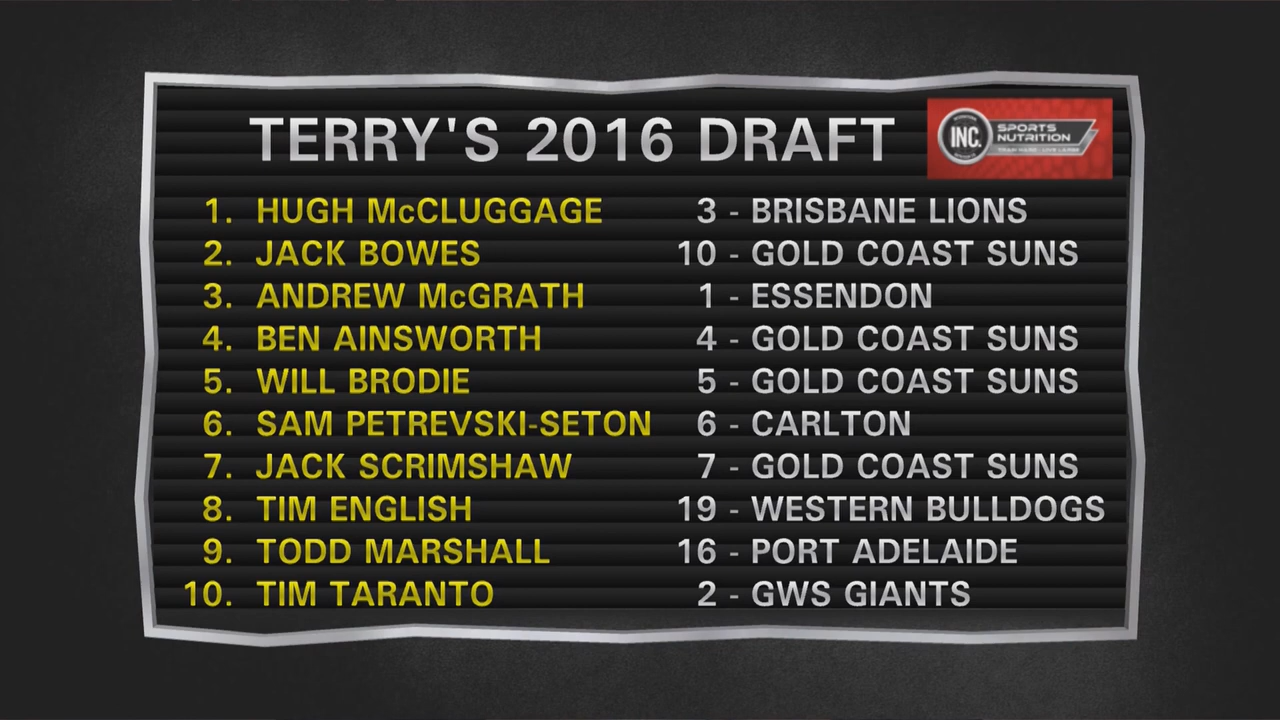 TERRY'S 2016 DRAFT
INC. SPORTS NUTRITION
1. HUGH McCLUGGAGE 3 - BRISBANE LIONS
2. JACK BOWES 10 - GOLD COAST SUNS
3. ANDREW McGRATH 1 - ESSENDON
4. BEN AINSWORTH 4 - GOLD COAST SUNS
5. WILL BRODIE 5 - GOLD COAST SUNS
6. SAM PETREVSKI-SETON 6 - CARLTON
7. JACK SCRIMSHAW 7 - GOLD COAST SUNS
8. TIM ENGLISH 19 - WESTERN BULLDOGS
9. TODD MARSHALL 16 - PORT ADELAIDE
10. TIM TARANTO 2 - GWS GIANTS